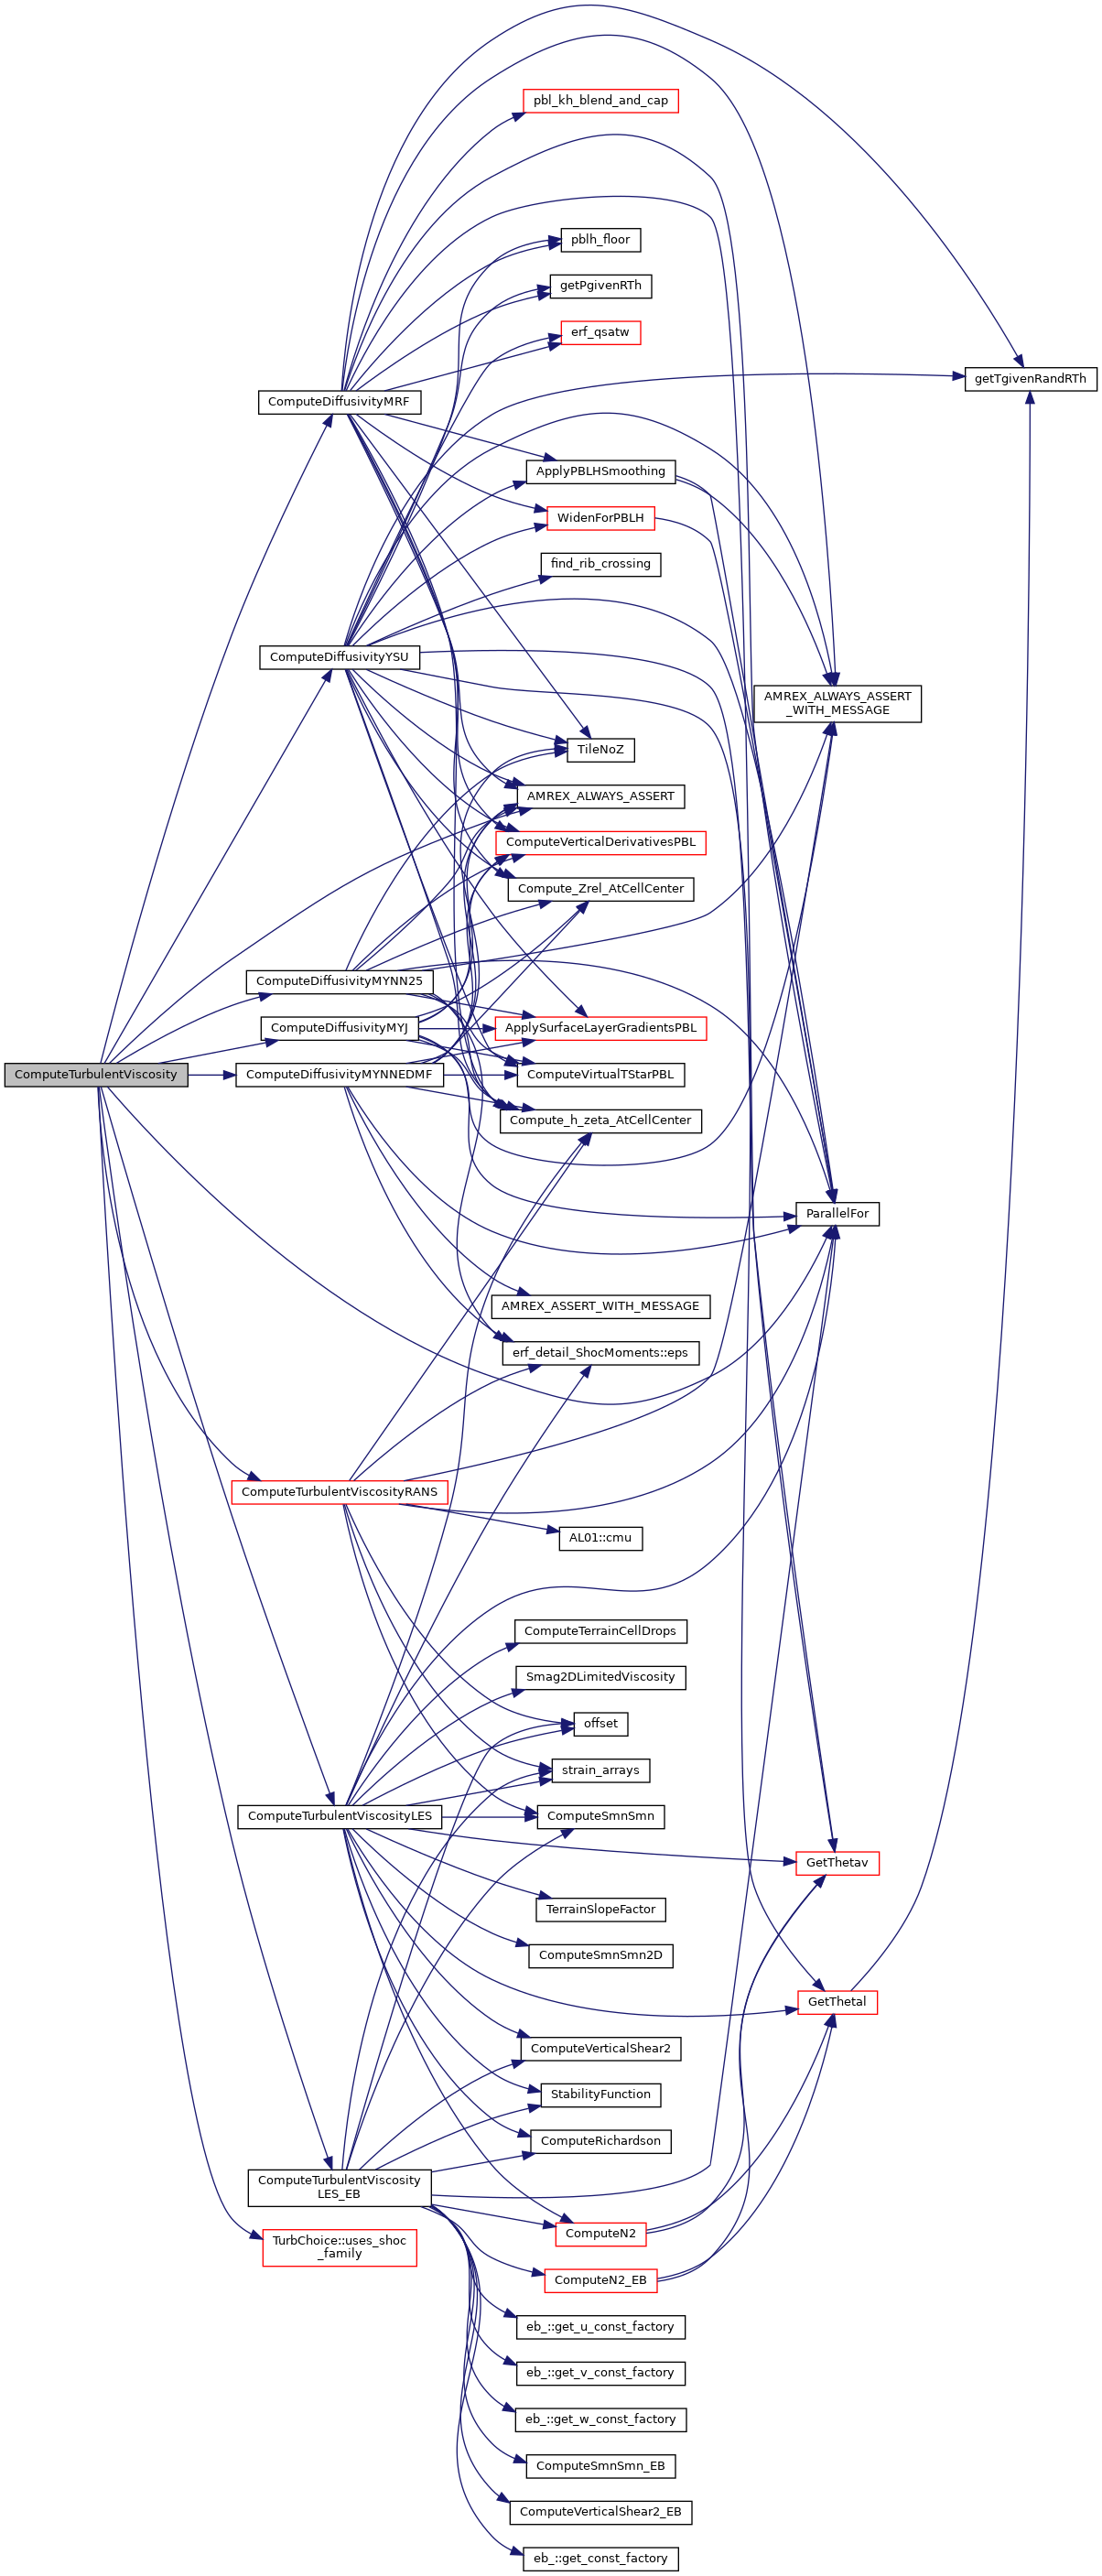 pbl_kh_blend_and_cap
pblh_floor
getPgivenRTh
erf_qsatw
getTgivenRandRTh
ComputeDiffusivityMRF
ApplyPBLHSmoothing
WidenForPBLH
find_rib_crossing
ComputeDiffusivityYSU
AMREX_ALWAYS_ASSERT
_WITH_MESSAGE
TileNoZ
AMREX_ALWAYS_ASSERT
ComputeVerticalDerivativesPBL
Compute_Zrel_AtCellCenter
ComputeDiffusivityMYNN25
ComputeDiffusivityMYJ
ApplySurfaceLayerGradientsPBL
ComputeTurbulentViscosity
ComputeDiffusivityMYNNEDMF
ComputeVirtualTStarPBL
Compute_h_zeta_AtCellCenter
ParallelFor
AMREX_ASSERT_WITH_MESSAGE
erf_detail_ShocMoments::eps
ComputeTurbulentViscosityRANS
AL01::cmu
ComputeTerrainCellDrops
Smag2DLimitedViscosity
offset
strain_arrays
ComputeTurbulentViscosityLES
ComputeSmnSmn
GetThetav
TerrainSlopeFactor
ComputeSmnSmn2D
GetThetal
ComputeVerticalShear2
StabilityFunction
ComputeRichardson
ComputeTurbulentViscosity
LES_EB
ComputeN2
TurbChoice::uses_shoc
_family
ComputeN2_EB
eb_::get_u_const_factory
eb_::get_v_const_factory
eb_::get_w_const_factory
ComputeSmnSmn_EB
ComputeVerticalShear2_EB
eb_::get_const_factory